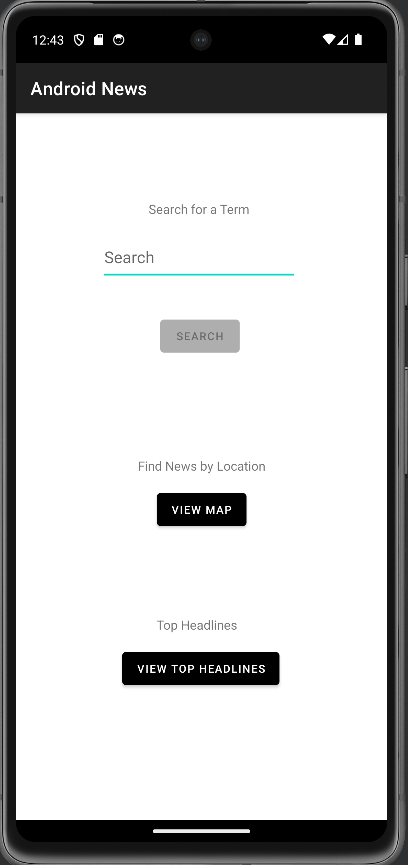 12:43
Android News
Search for a Term
Search
SEARCH
Find News by Location
VIEW MAP
Top Headlines
VIEW TOP HEADLINES